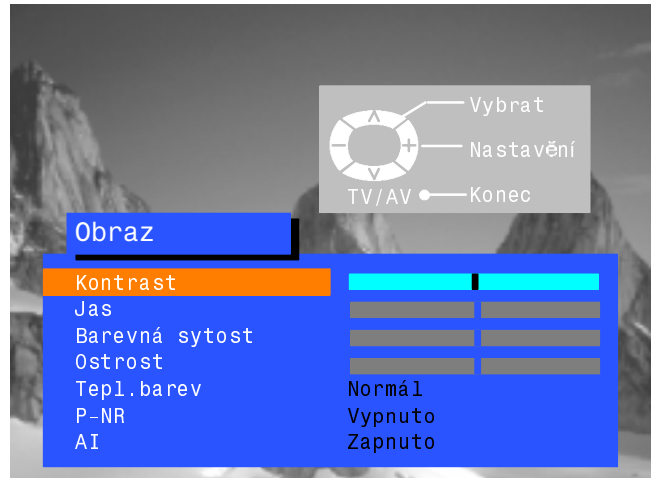 Vybrat
Nastavění
TV/AV Konec
Obraz
Kontrast
Jas
Barevná sytost
Ostrost
Tepl.barev Normál
P-NR Vypnuto
AI Zapnuto